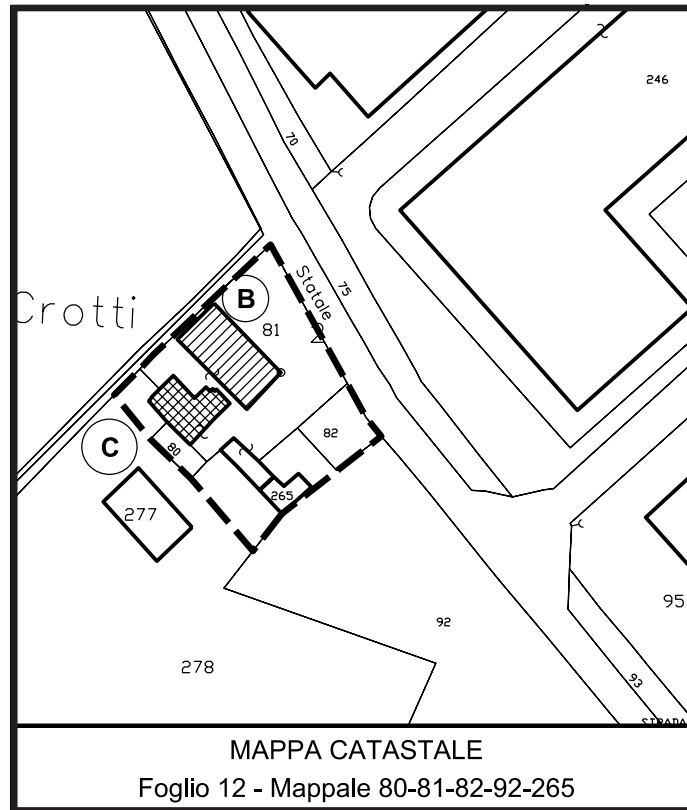 246
70
Statale
75
Crotti
B
81
C
80
82
265
277
92
95
278
93
STRADA
MAPPA CATASTALE
Foglio 12 - Mappale 80-81-82-92-265